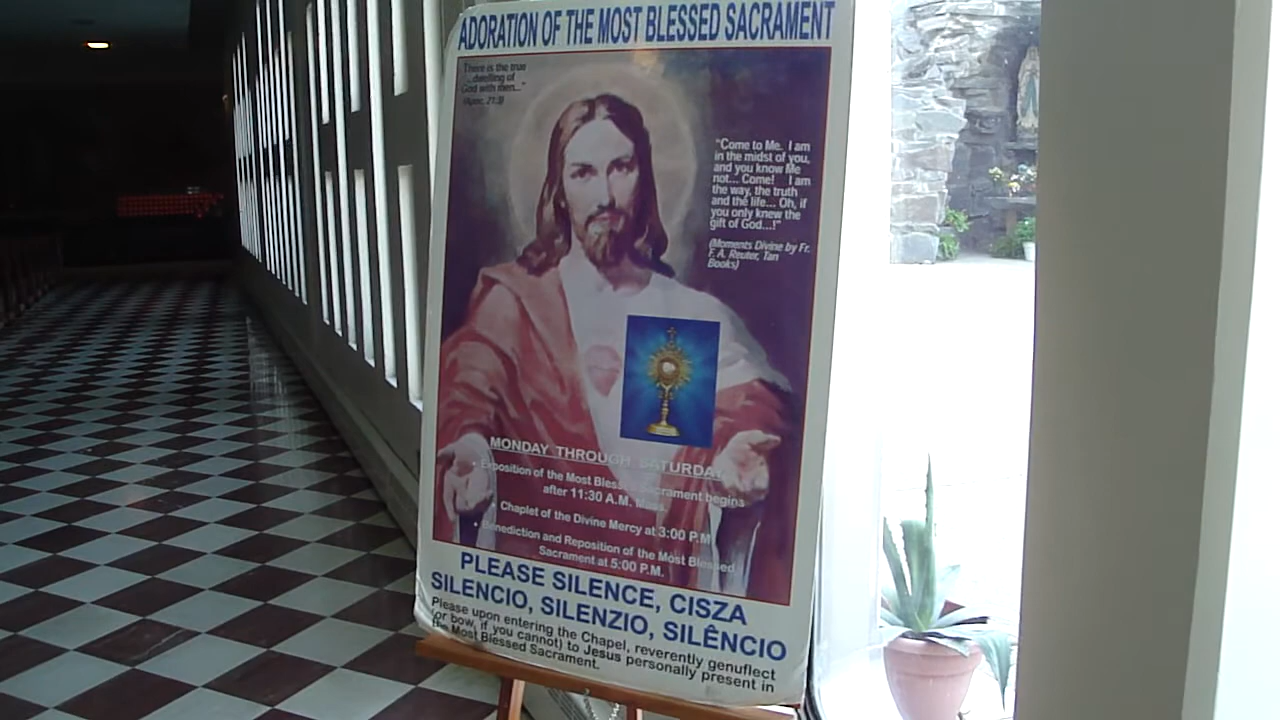 ADORATION OF THE MOST BLESSED SACRAMENT
There is the true
...dwelling of
God with men..."
(Apoc. 21:3)
"Come to Me. I am
in the midst of you,
and you know Me
not... Come! I am
the way, the truth
and the life... Oh, if
you only knew the
gift of God...!"
(Moments Divine by Fr.
F. A. Reuter, Tan
Books)
MONDAY THROUGH SATURDAY
• Exposition of the Most Blessed Sacrament begins
after 11:30 A.M. Mass.
• Chaplet of the Divine Mercy at 3:00 P.M.
• Benediction and Reposition of the Most Blessed
Sacrament at 5:00 P.M.
PLEASE SILENCE, CISZA
SILENCIO, SILENZIO, SILÊNCIO
Please upon entering the Chapel, reverently genuflect
(or bow, if you cannot) to Jesus personally present in
the Most Blessed Sacrament.